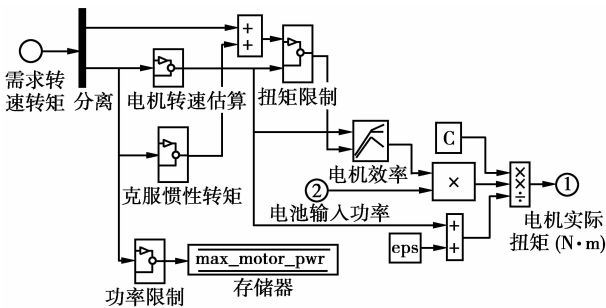 需求转
速转矩
分离
电机转速估算
+
+
扭矩限制
克服惯性转矩
功率限制
max_motor_pwr
存储器
电机效率
C
2
电池输入功率
×
+
+
eps
×
×
÷
1
电机实际
扭矩 (N·m)